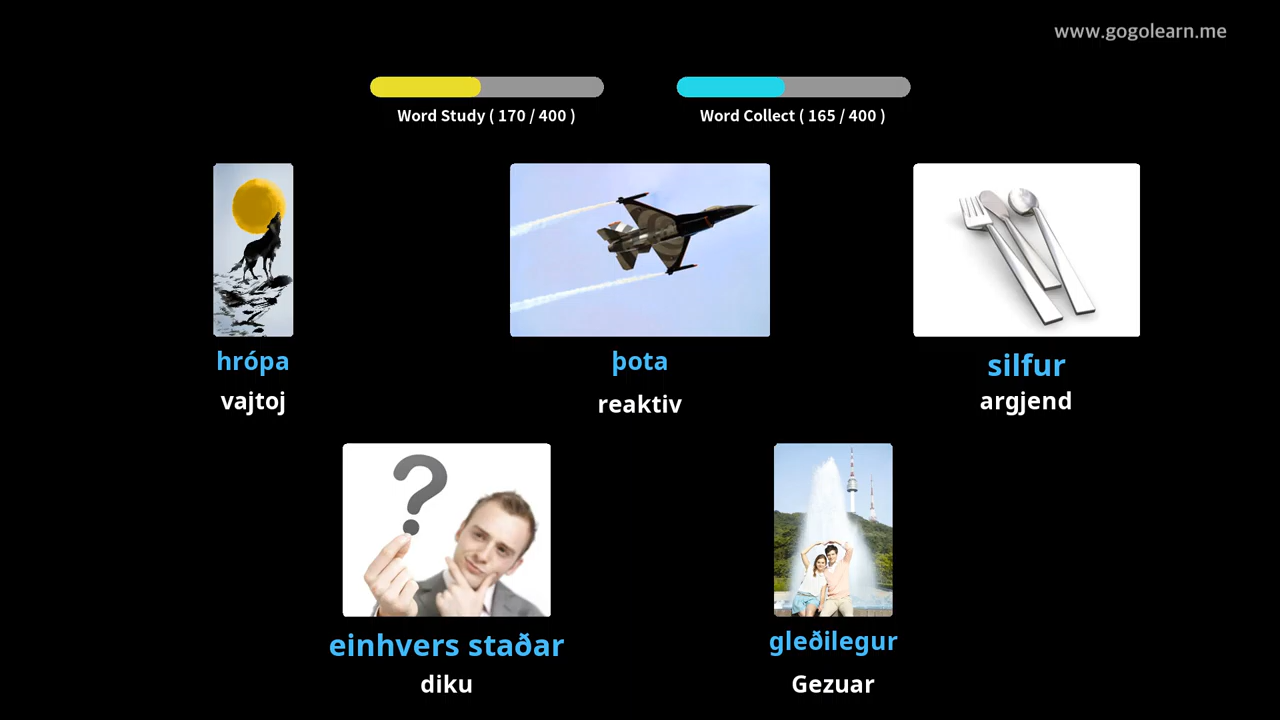 www.gogolearn.me
Word Study ( 170 / 400 )
Word Collect ( 165 / 400 )
hrópa
vajtoj
þota
reaktiv
silfur
argjend
einhvers staðar
diku
gleðilegur
Gezuar